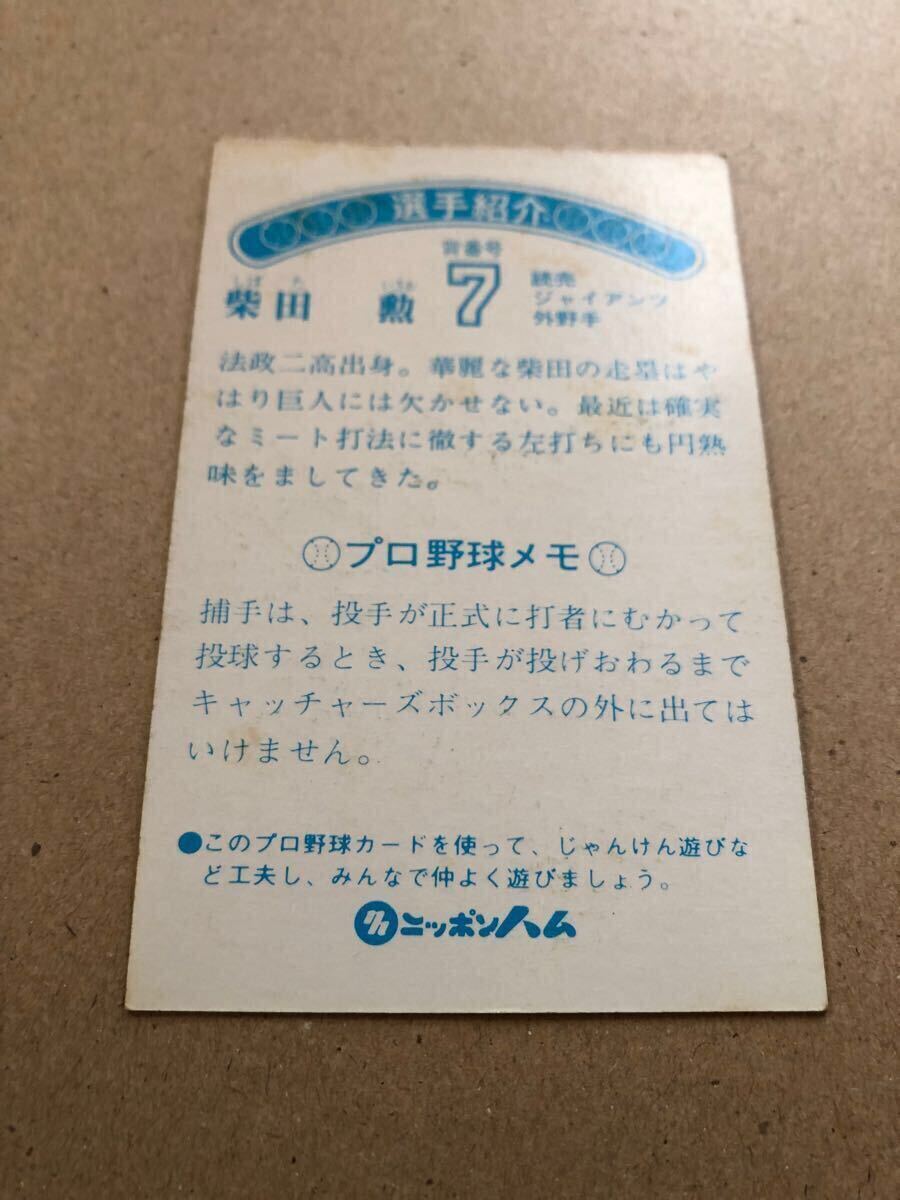 選手紹介
背番号
しばた いさお
柴田 勲 7 読売
ジャイアンツ
外野手
法政二高出身。華麗な柴田の走塁はや
はり巨人には欠かせない。最近は確実
なミート打法に徹する左打ちにも円熟
味をましてきた。
プロ野球メモ
捕手は、投手が正式に打者にむかって
投球するとき、投手が投げおわるまで
キャッチャーズボックスの外に出ては
いけません。
●このプロ野球カードを使って、じゃんけん遊びな
ど工夫し、みんなで仲よく遊びましょう。
ニッポンハム